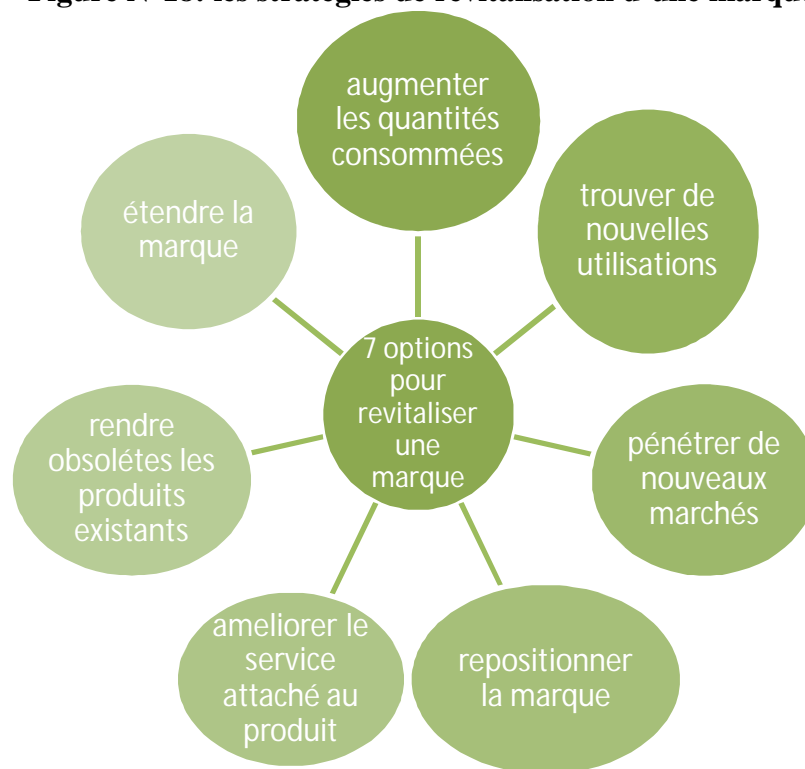 Figure N°18: les stratégies de revitalisation d'une marqu
augmenter
les quantités
consommées
trouver de
nouvelles
utilisations
pénétrer de
nouveaux
marchés
repositionner
la marque
ameliorer le
service
attaché au
produit
rendre
obsolétes les
produits
existants
étendre la
marque
7 options
pour
revitaliser
une
marque